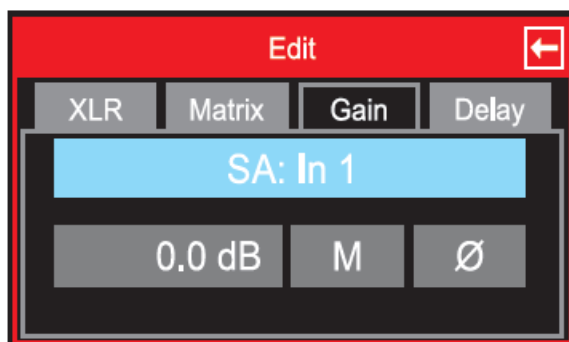 Edit
XLR Matrix Gain Delay
SA: In 1
0.0 dB M Ø